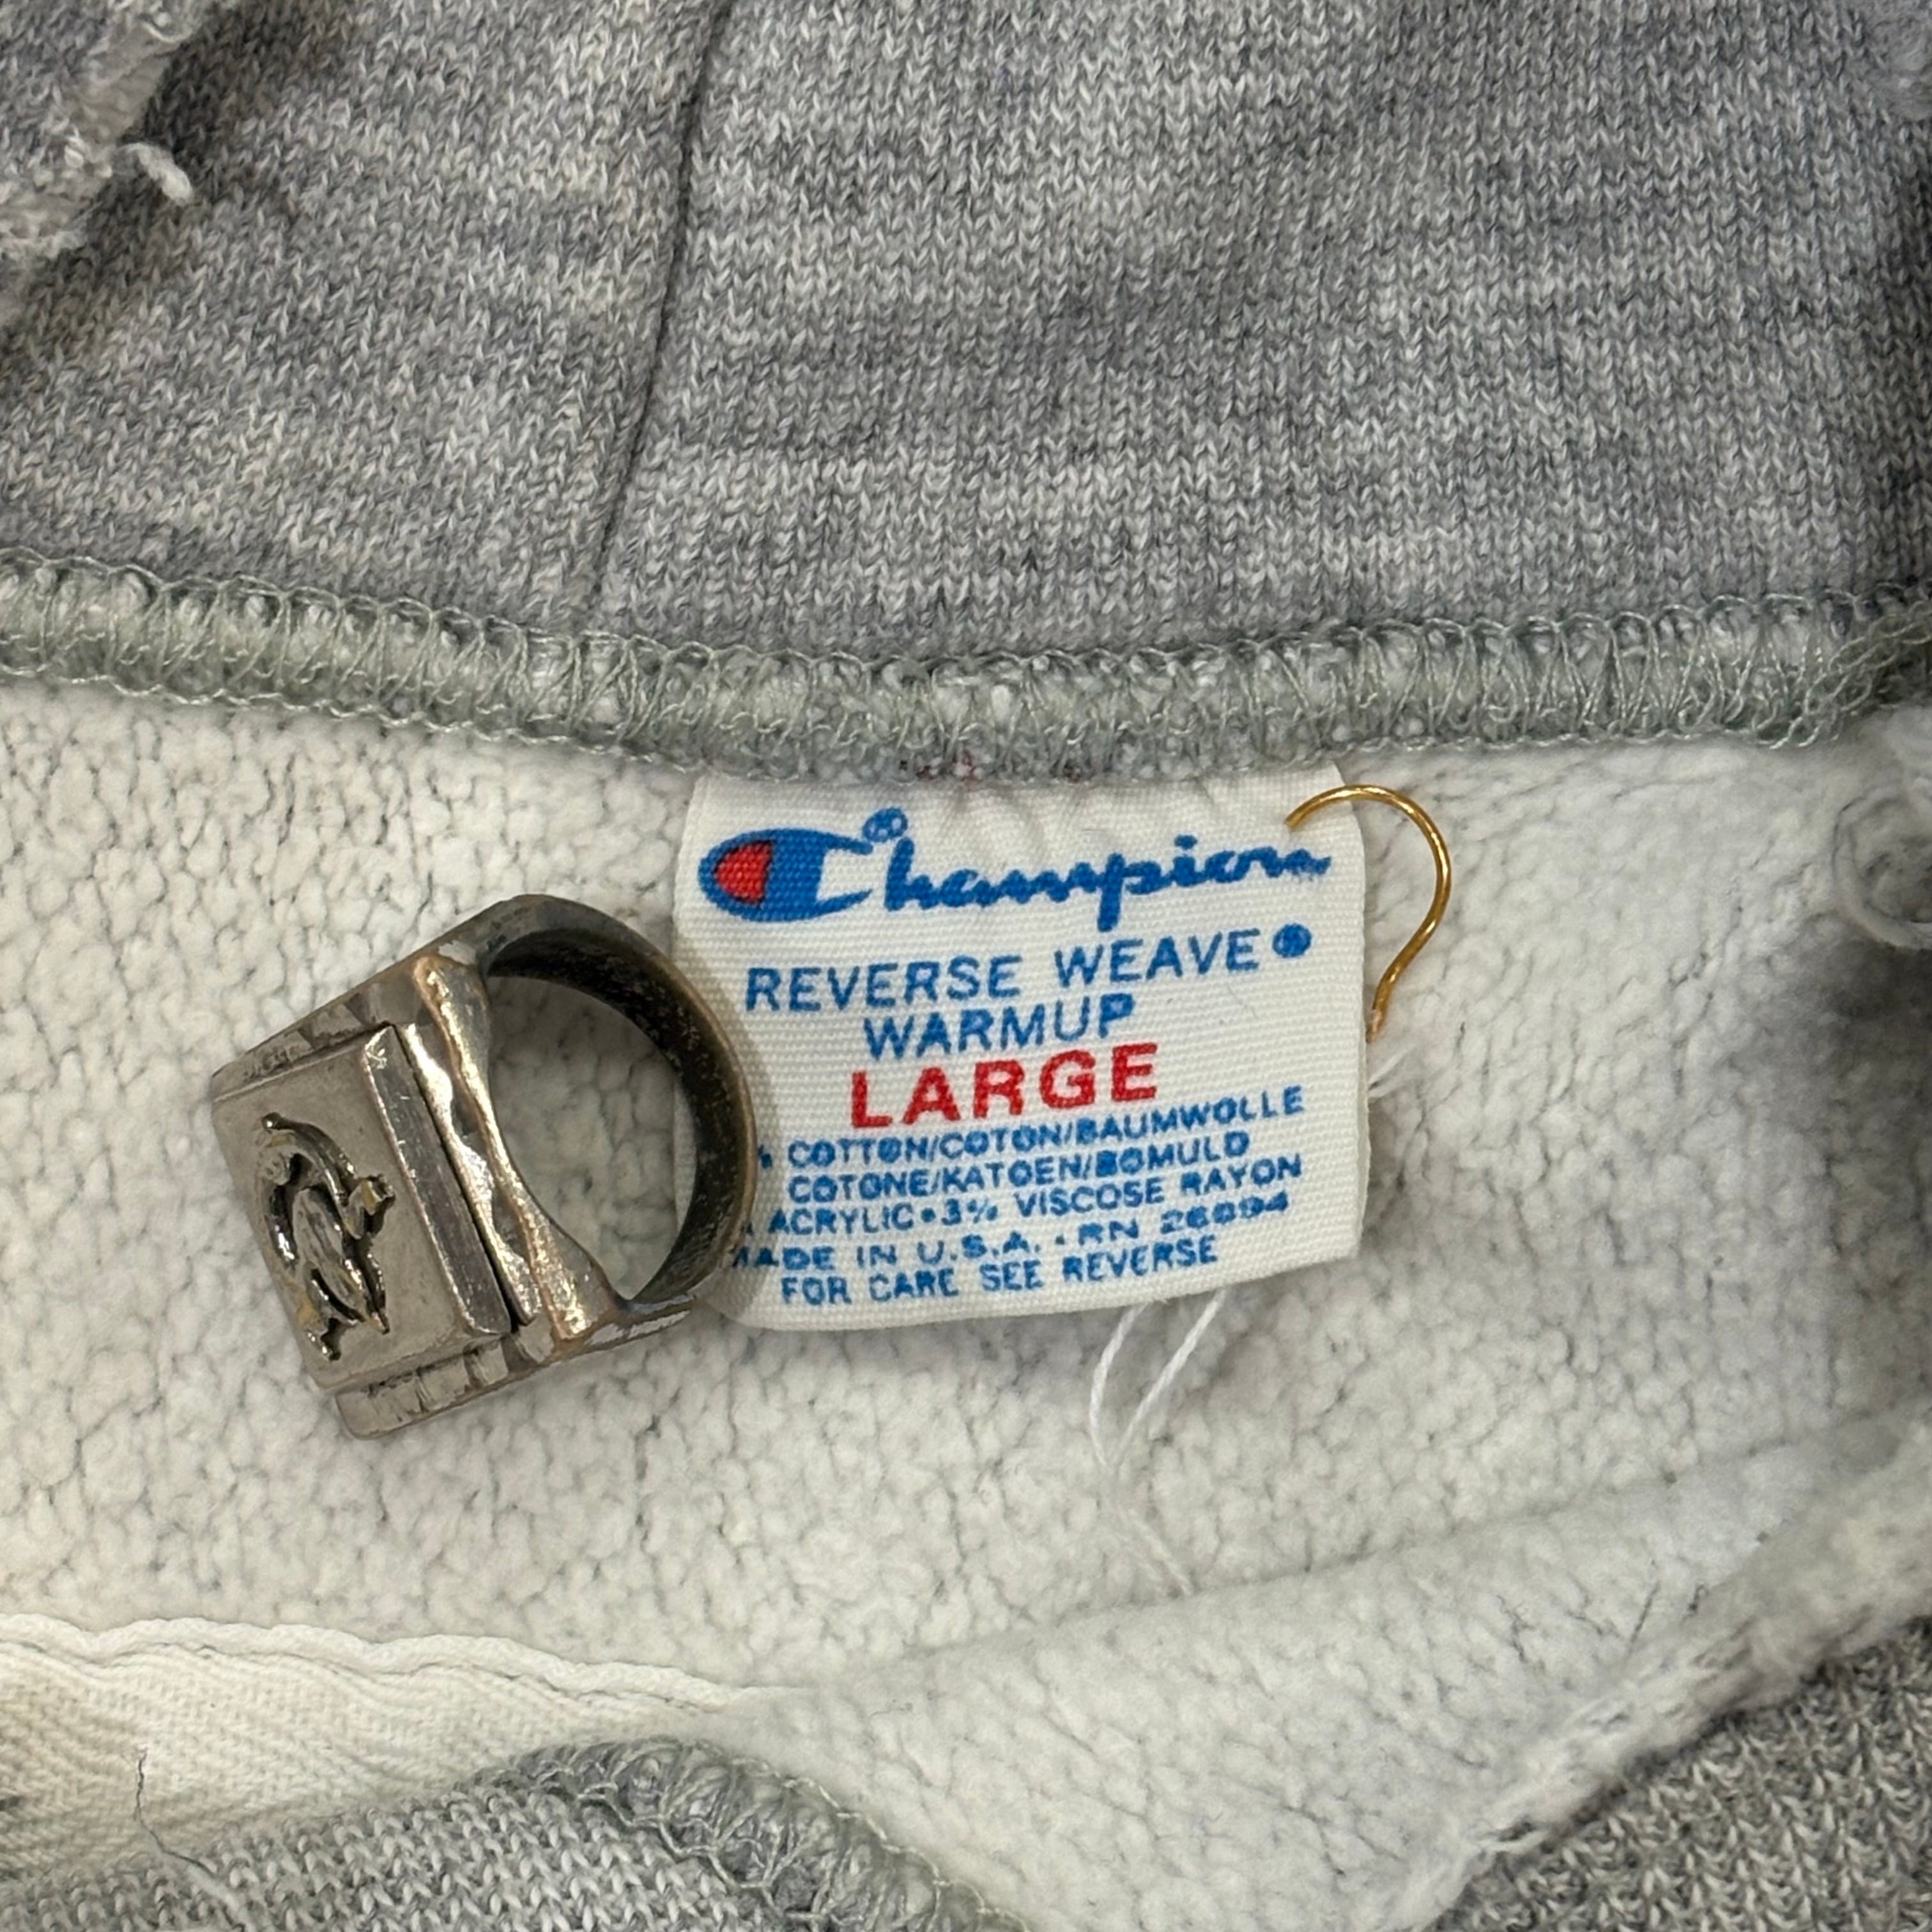 Champion®
REVERSE WEAVE®
WARMUP
LARGE
% COTTON/COTON/BAUMWOLLE
COTONE/KATOEN/BOMULD
ACRYLIC•3% VISCOSE RAYON
MADE IN U.S.A. • RN 26094
FOR CARE SEE REVERSE